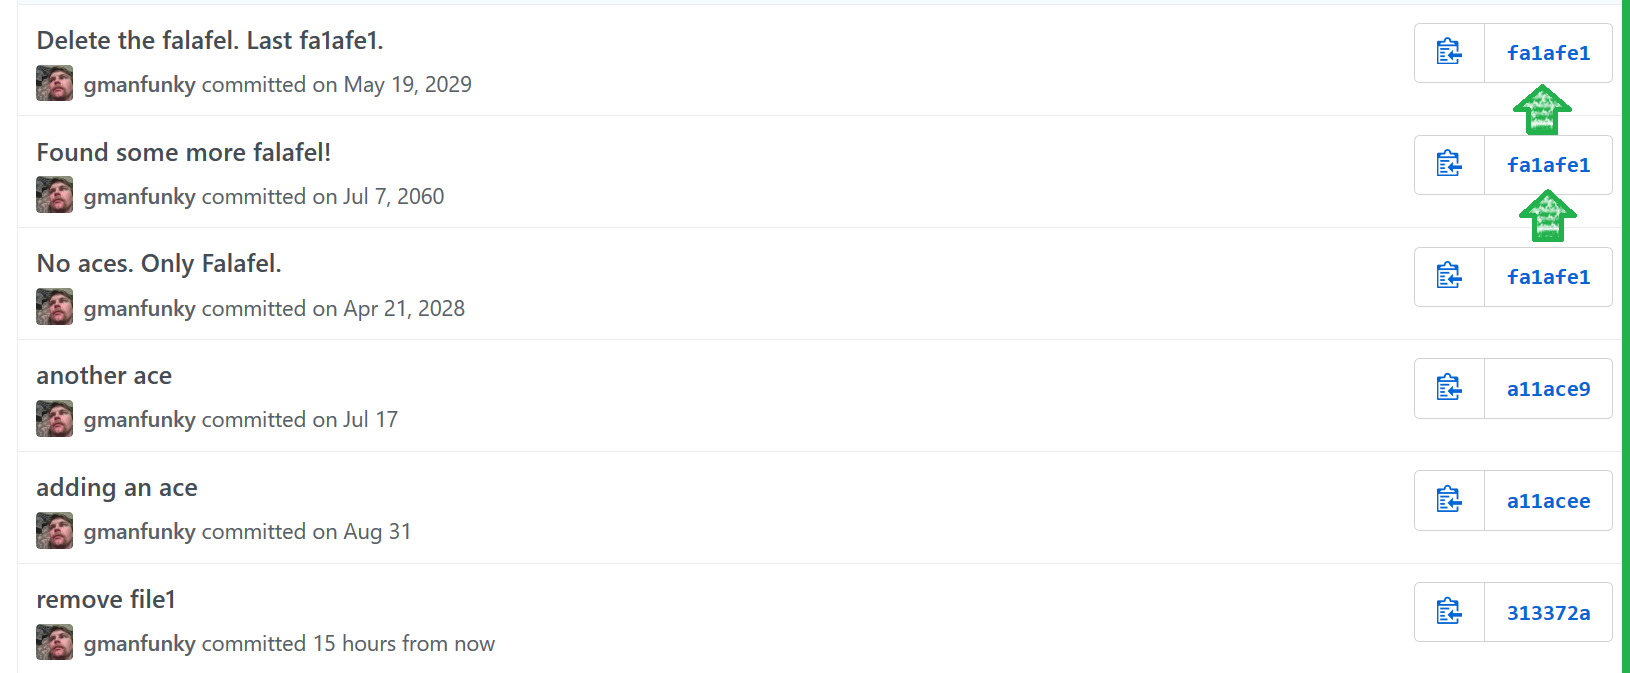 Delete the falafel. Last fa1afe1.
fa1afe1
gmanfunky committed on May 19, 2029
Found some more falafel!
fa1afe1
gmanfunky committed on Jul 7, 2060
No aces. Only Falafel.
fa1afe1
gmanfunky committed on Apr 21, 2028
another ace
a11ace9
gmanfunky committed on Jul 17
adding an ace
a11acee
gmanfunky committed on Aug 31
remove file1
313372a
gmanfunky committed 15 hours from now